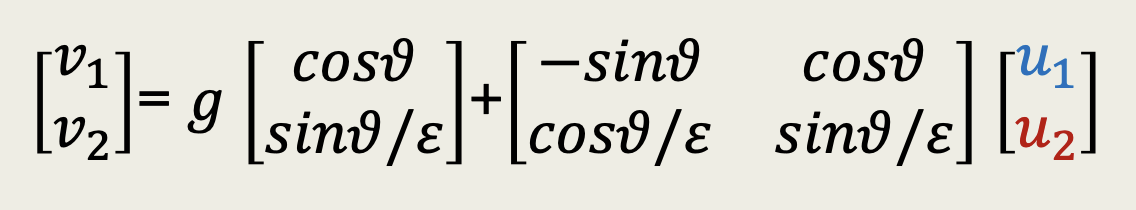 [v₁ v₂] = g [cosϑ sinϑ/ε] + [−sinϑ cosϑ cosϑ/ε sinϑ/ε] [u₁ u₂]